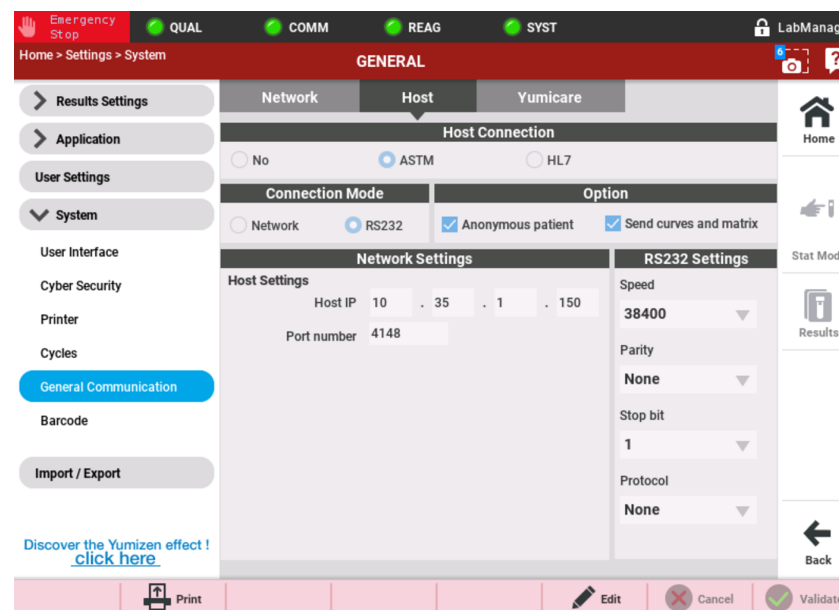 Emergency
Stop
QUAL
COMM
REAG
SYST
LabManag
Home > Settings > System
GENERAL
6
?
Results Settings
Application
User Settings
System
User Interface
Cyber Security
Printer
Cycles
General Communication
Barcode
Import / Export
Discover the Yumizen effect !
click here
Network
Host
Yumicare
Host Connection
No
ASTM
HL7
Connection Mode
Option
Network
RS232
Anonymous patient
Send curves and matrix
Network Settings
RS232 Settings
Host Settings
Host IP 10 . 35 . 1 . 150
Port number 4148
Speed
38400
Parity
None
Stop bit
1
Protocol
None
Home
Stat Mod
Results
Back
Print
Edit
Cancel
Validate